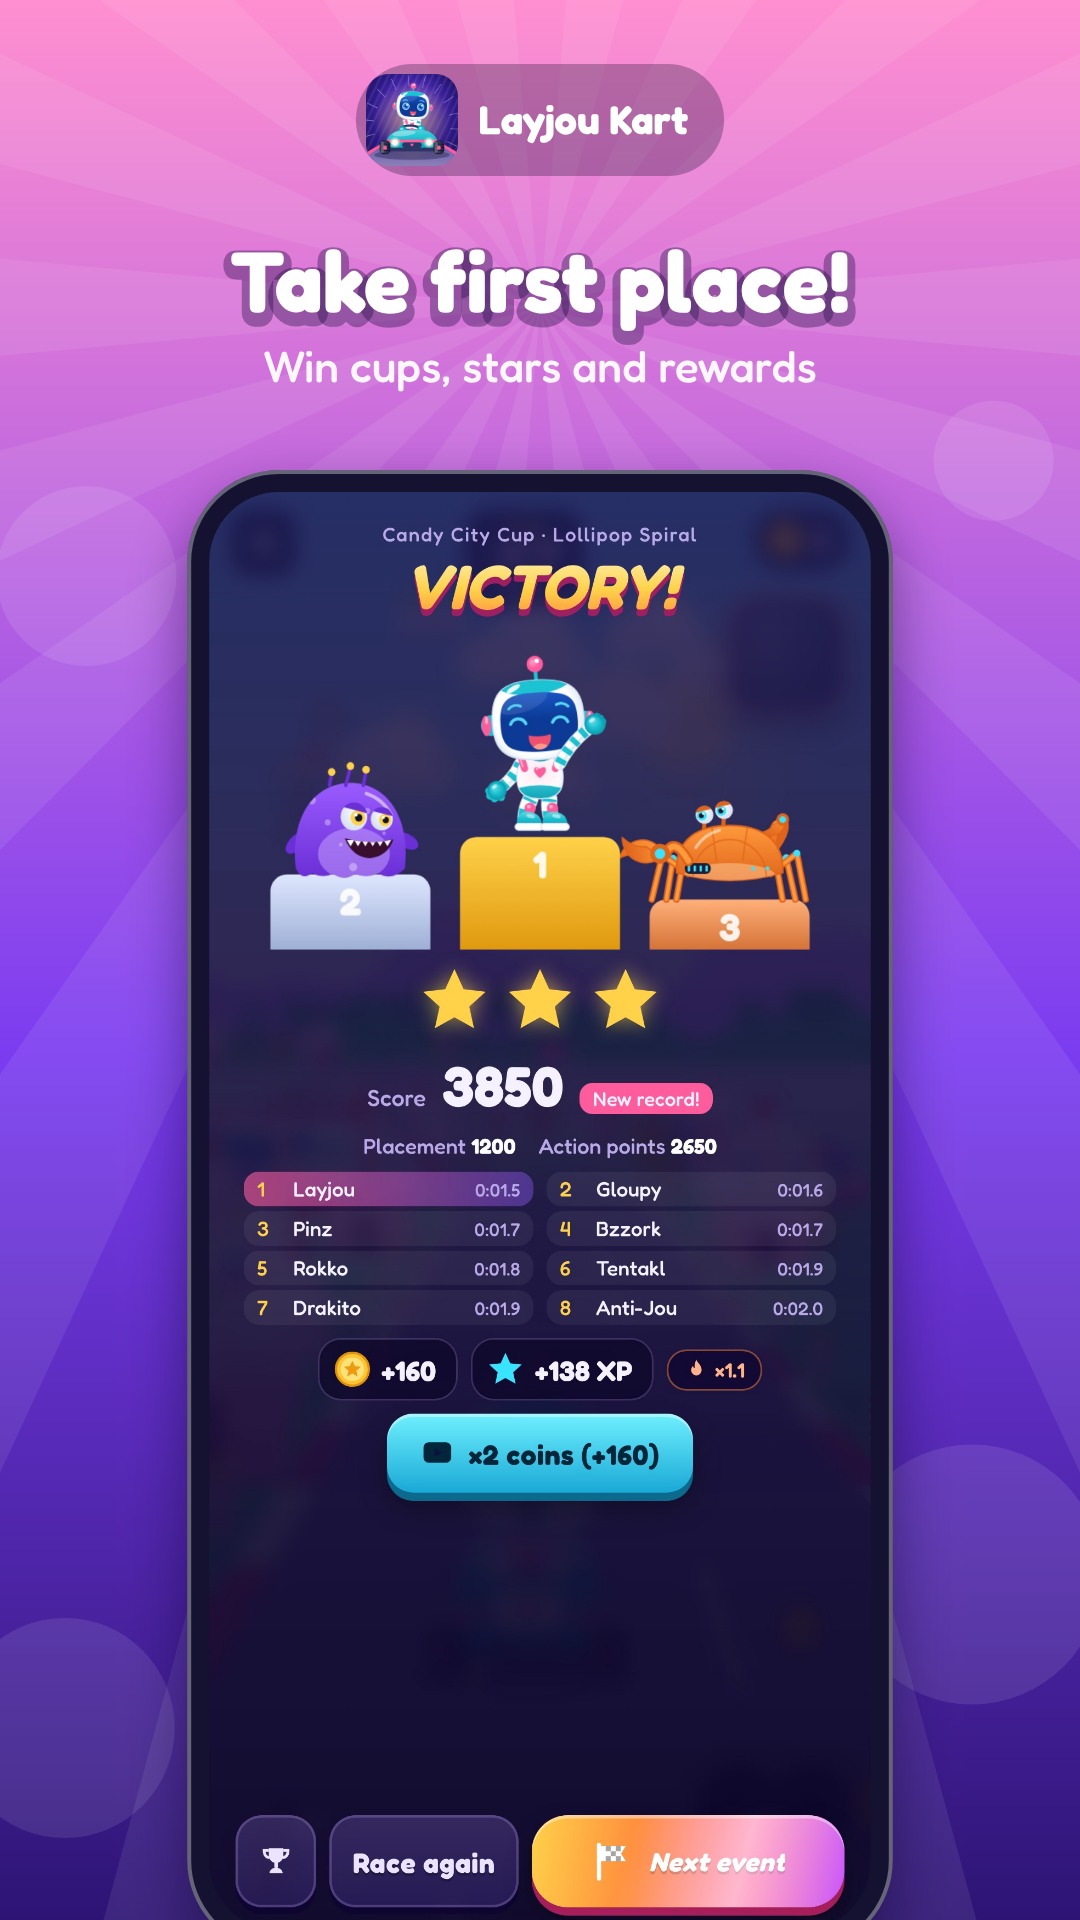 Layjou Kart
Take first place!
Win cups, stars and rewards
Candy City Cup · Lollipop Spiral
VICTORY!
1
2
3
Score 3850 New record!
Placement 1200 Action points 2650
1 Layjou 0:01.5 2 Gloupy 0:01.6
3 Pinz 0:01.7 4 Bzzork 0:01.7
5 Rokko 0:01.8 6 Tentakl 0:01.9
7 Drakito 0:01.9 8 Anti-Jou 0:02.0
+160 +138 XP ×1.1
×2 coins (+160)
Race again Next event